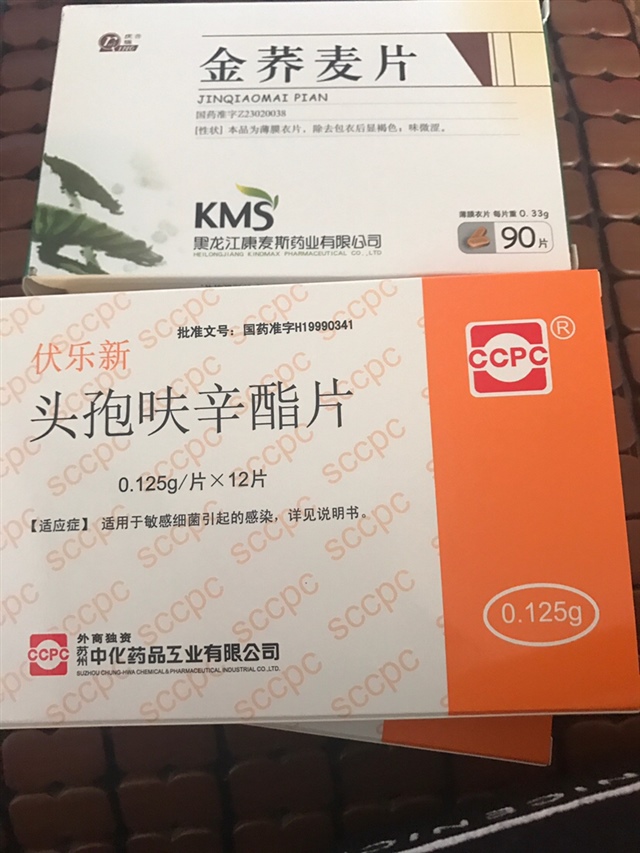 金荞麦片
JINQIAOMAI PIAN
国药准字Z23020038
[性状] 本品为薄膜衣片,除去包衣后显褐色;味微涩。
KMS
薄膜衣片 每片重 0.33g
90片
黑龙江康麦斯药业有限公司
HEILONGJIANG KINDMAX PHARMACEUTICAL CO.,LTD
批准文号:国药准字H19990341
伏乐新
CCPC®
头孢呋辛酯片
0.125g/片×12片
【适应症】 适用于敏感细菌引起的感染,详见说明书。
0.125g
CCPC
外商独资
苏州中化药品工业有限公司
SUZHOU CHUNG-HWA CHEMICAL & PHARMACEUTICAL INDUSTRIAL CO.,LTD.
sccpc